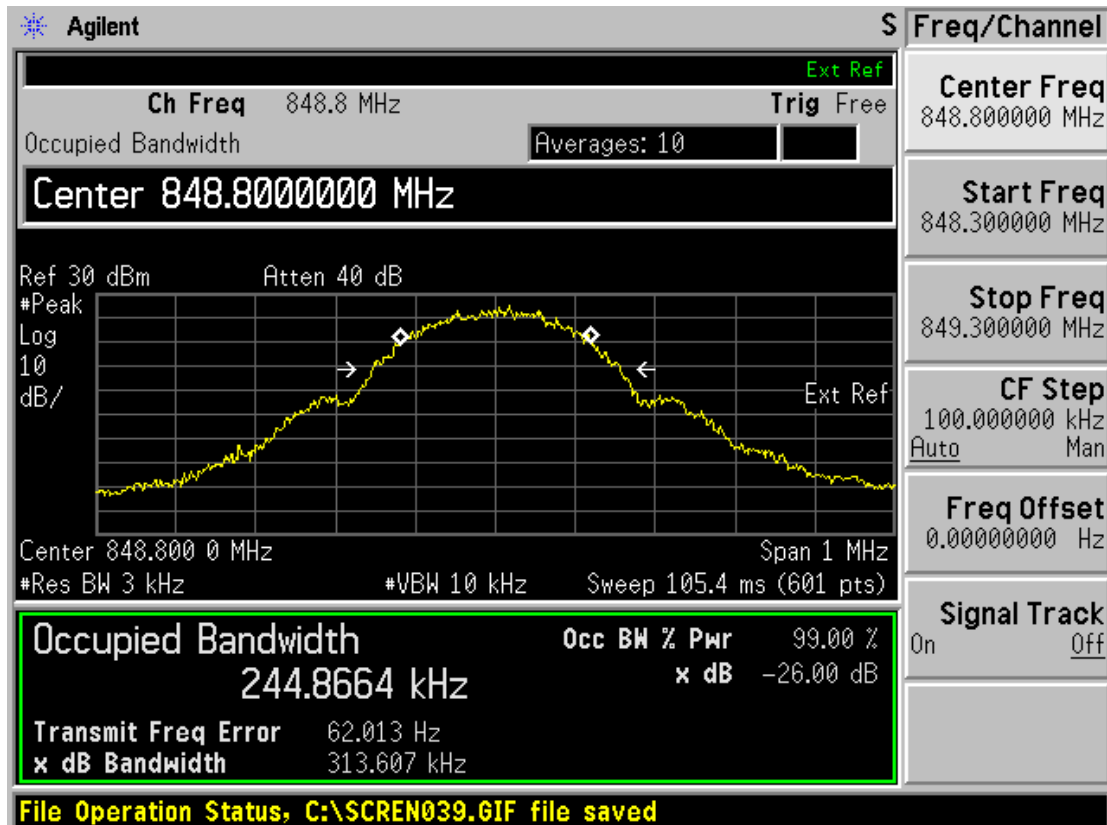 Agilent S
Ext Ref
Ch Freq 848.8 MHz Trig Free
Occupied Bandwidth Averages: 10
Center 848.8000000 MHz
Ref 30 dBm Atten 40 dB
#Peak
Log
10
dB/
Ext Ref
Center 848.800 0 MHz Span 1 MHz
#Res BW 3 kHz #VBW 10 kHz Sweep 105.4 ms (601 pts)
Occupied Bandwidth
244.8664 kHz
Occ BW % Pwr 99.00 %
x dB -26.00 dB
Transmit Freq Error 62.013 Hz
x dB Bandwidth 313.607 kHz
File Operation Status, C:\SCREN039.GIF file saved
Freq/Channel
Center Freq
848.800000 MHz
Start Freq
848.300000 MHz
Stop Freq
849.300000 MHz
CF Step
100.000000 kHz
Auto Man
Freq Offset
0.00000000 Hz
Signal Track
On Off